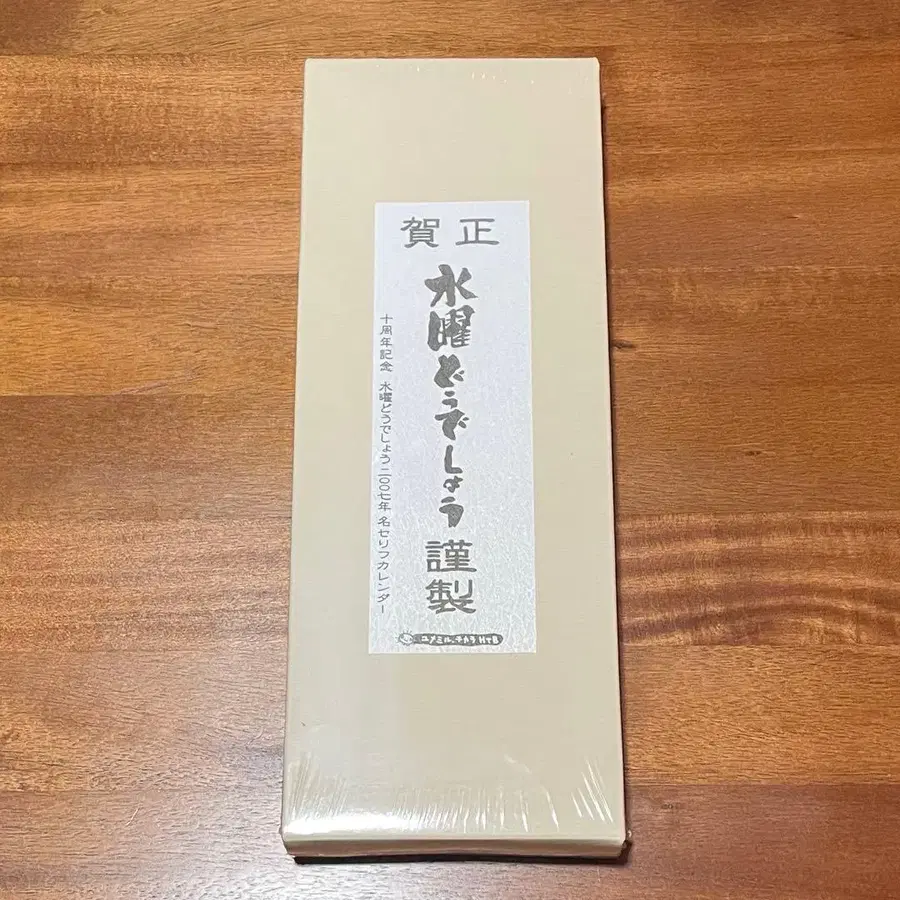 賀正
水曜どうでしょう
謹製
十周年記念 水曜どうでしょう二〇〇七年 名セリフカレンダー
ユメミル、チカラ HTB